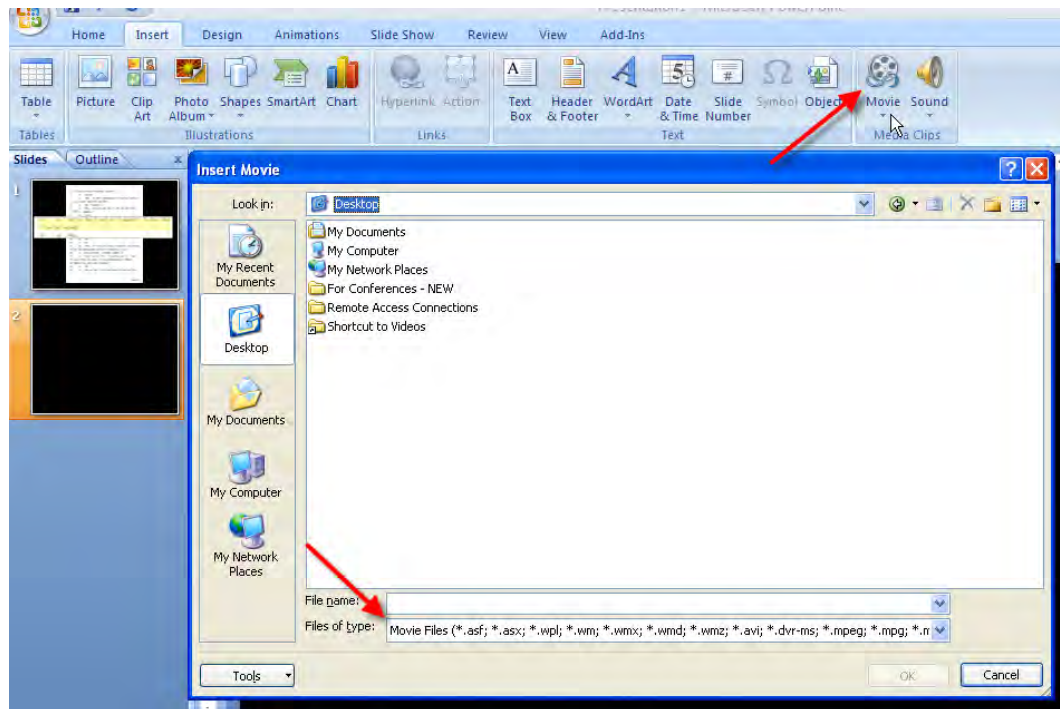 Home Insert Design Animations Slide Show Review View Add-Ins
Table Picture Clip Art Photo Album Shapes SmartArt Chart Hyperlink Action Text Box Header & Footer WordArt Date & Time Slide Number Symbol Object Movie Sound
Tables Illustrations Links Text Media Clips
Slides Outline
1
2
Insert Movie
Look in: Desktop
My Recent Documents
Desktop
My Documents
My Computer
My Network Places
My Documents
My Computer
My Network Places
For Conferences - NEW
Remote Access Connections
Shortcut to Videos
File name:
Files of type: Movie Files (*.asf; *.asx; *.wpl; *.wm; *.wmx; *.wmd; *.wmz; *.avi; *.dvr-ms; *.mpeg; *.mpg;
Tools OK Cancel